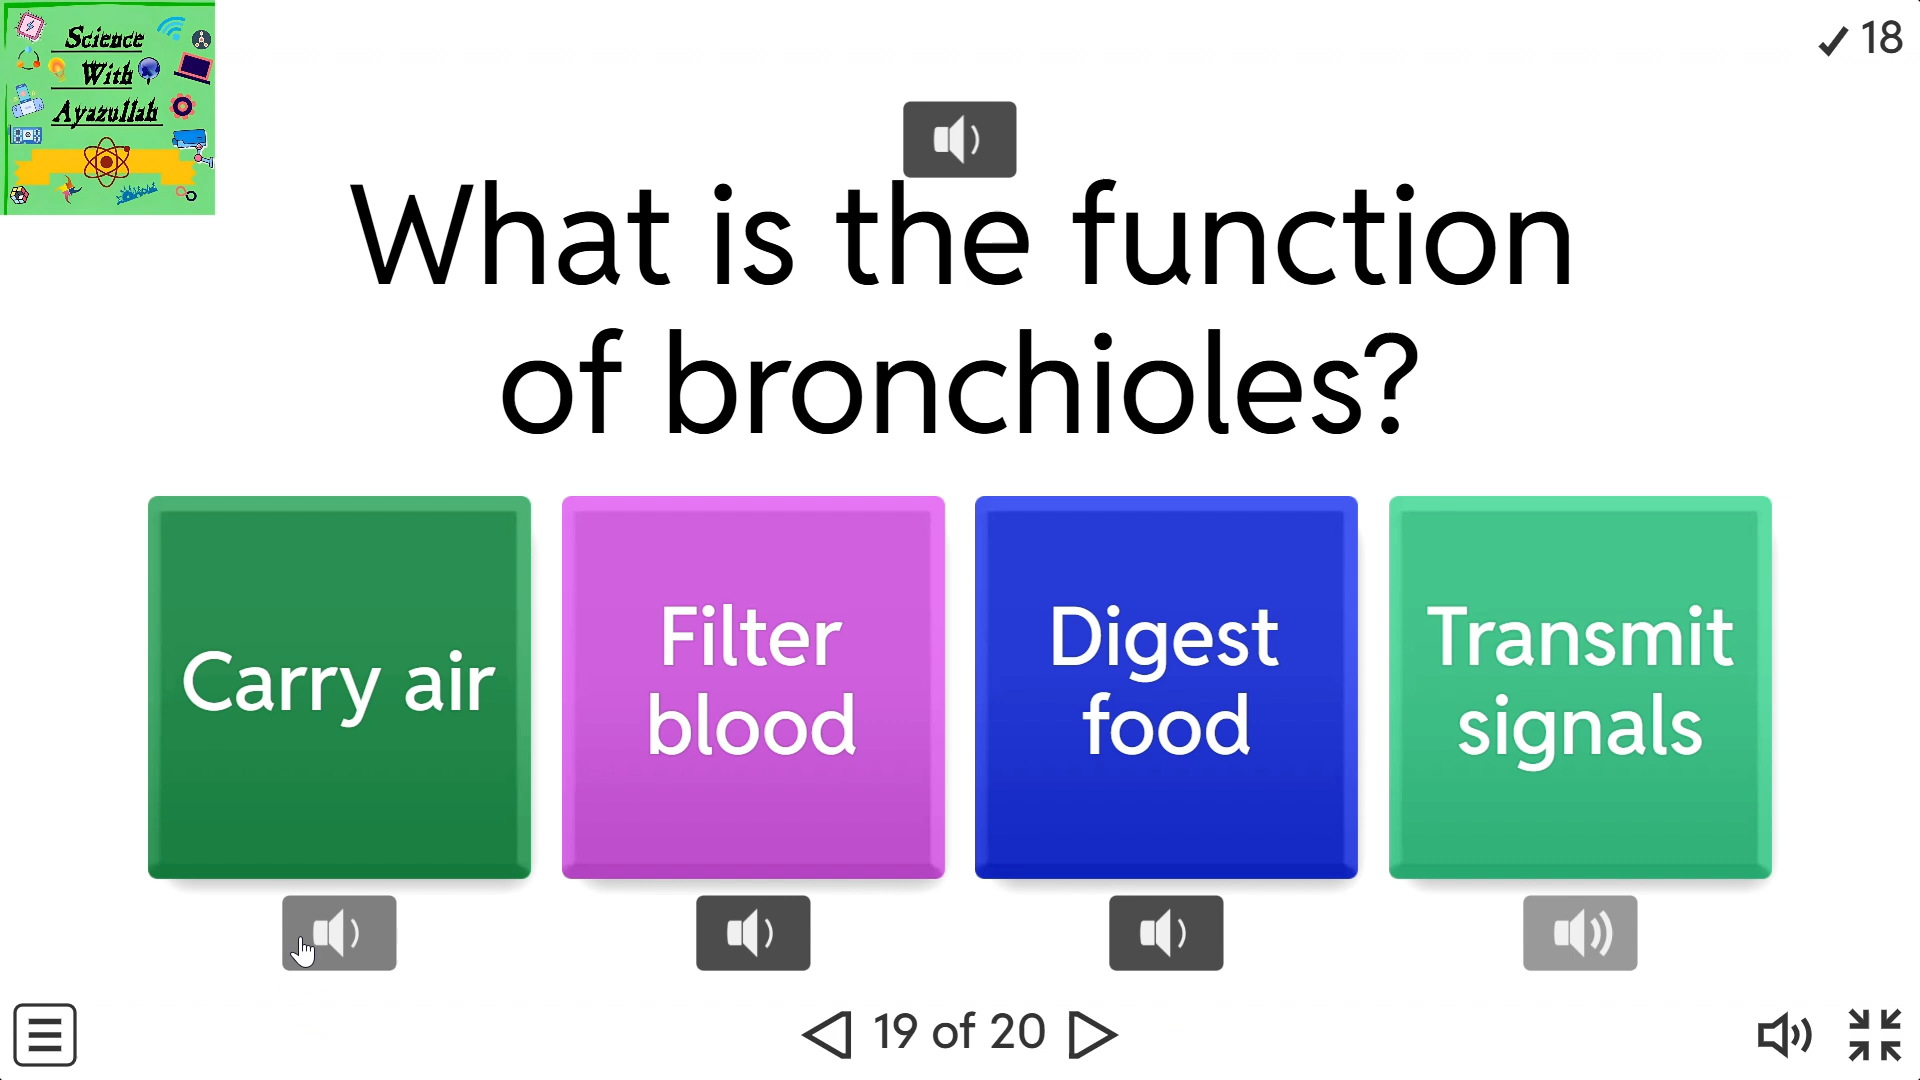 Science
With
Ayazullah
18
What is the function
of bronchioles?
Carry air
Filter
blood
Digest
food
Transmit
signals
19 of 20